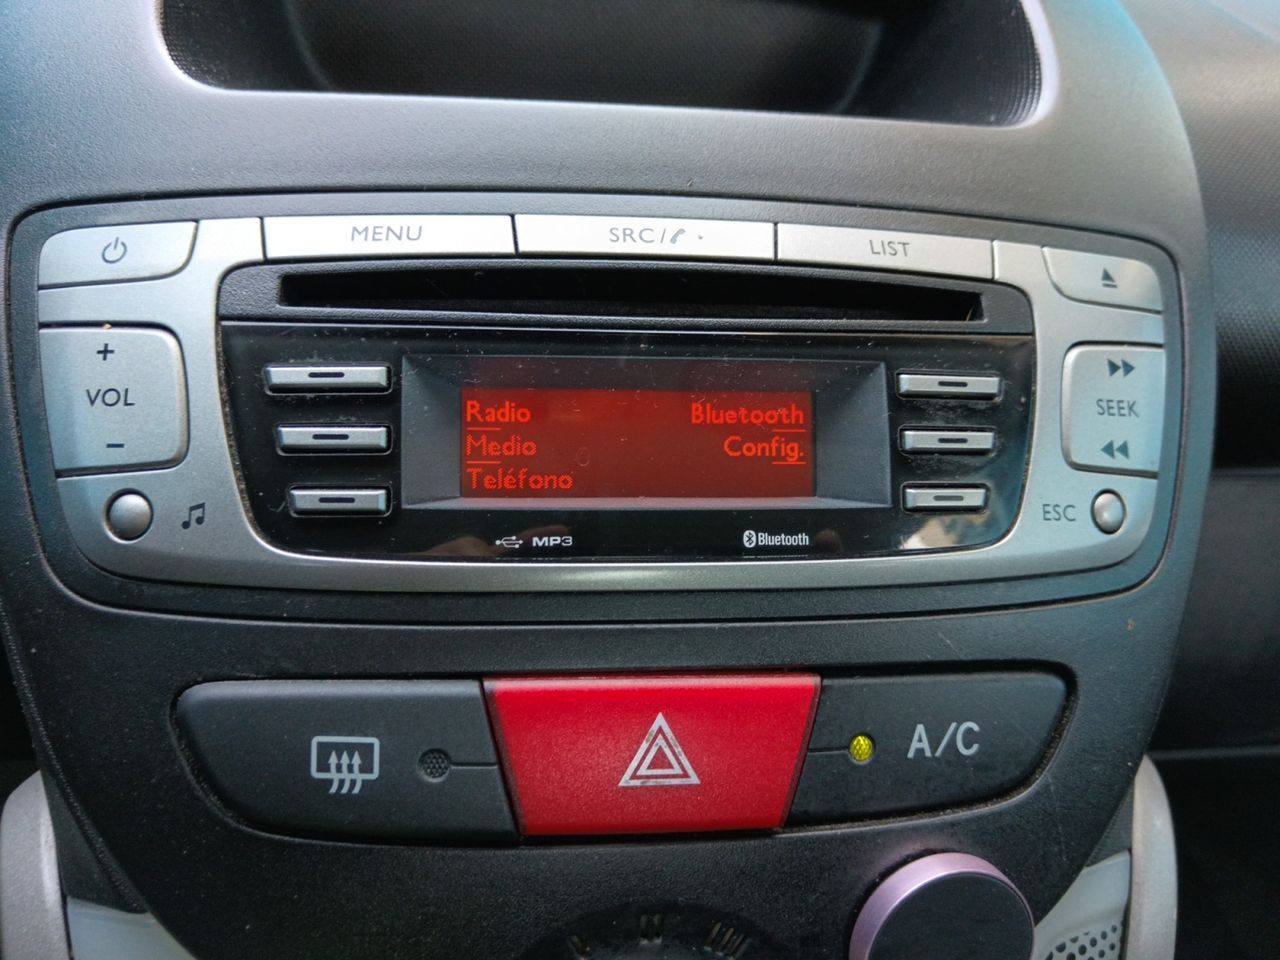 MENU
SRC/
LIST
+
VOL
−
SEEK
Radio
Bluetooth
Medio
Config.
Teléfono
ESC
MP3
Bluetooth
A/C